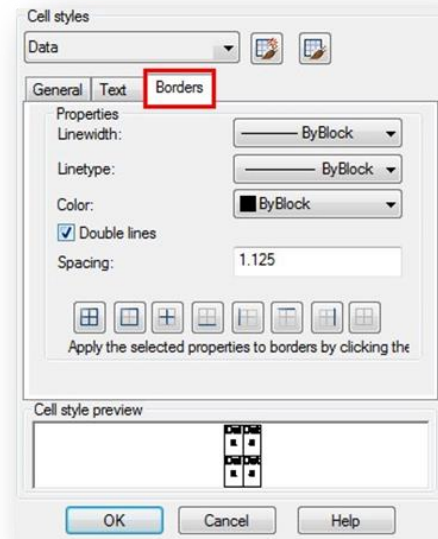 Cell styles
Data
General Text Borders
Properties
Linewidth: ByBlock
Linetype: ByBlock
Color: ByBlock
Double lines
Spacing: 1.125
Apply the selected properties to borders by clicking the
Cell style preview
OK Cancel Help